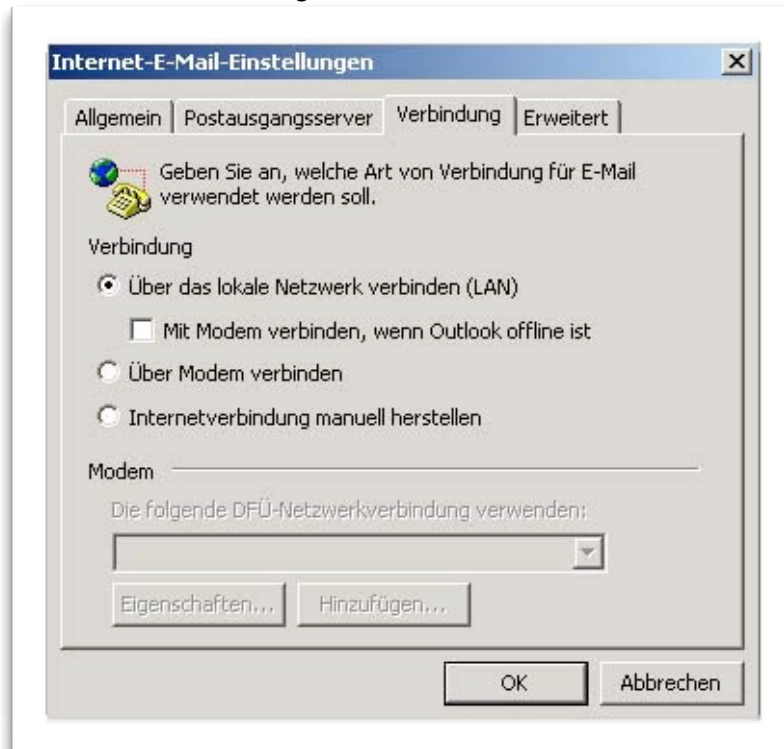 Internet-E-Mail-Einstellungen
Allgemein Postausgangsserver Verbindung Erweitert
Geben Sie an, welche Art von Verbindung für E-Mail
verwendet werden soll.
Verbindung
Über das lokale Netzwerk verbinden (LAN)
Mit Modem verbinden, wenn Outlook offline ist
Über Modem verbinden
Internetverbindung manuell herstellen
Modem
Die folgende DFÜ-Netzwerkverbindung verwenden:
Eigenschaften... Hinzufügen...
OK Abbrechen